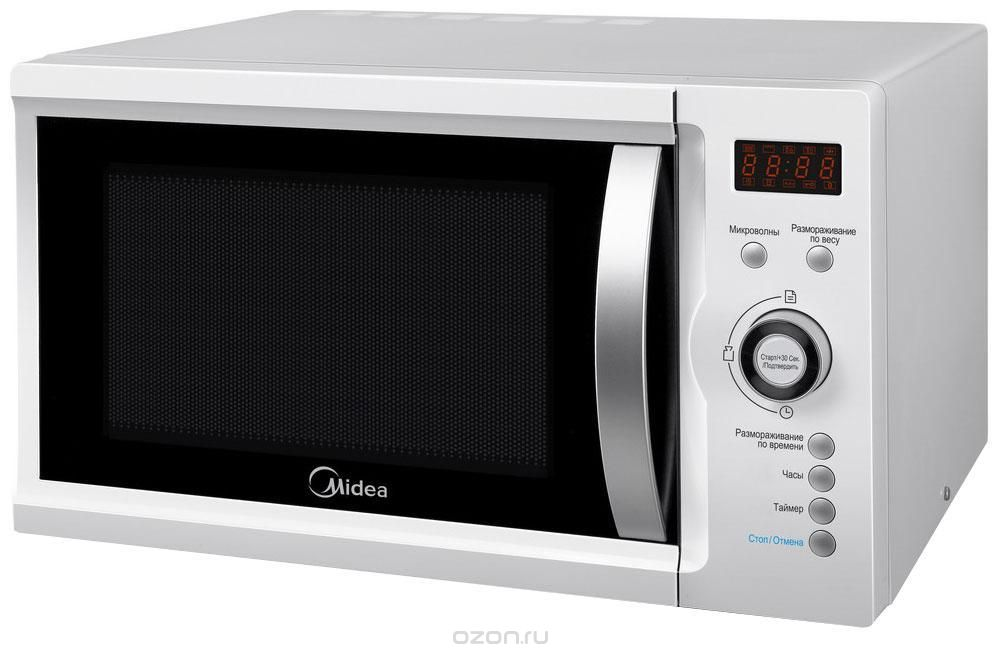 88:88
Микроволны
Размораживание
по весу
Старт/+30 Сек.
/Подтвердить
Размораживание
по времени
Часы
Таймер
Стоп/Отмена
Midea
ozon.ru